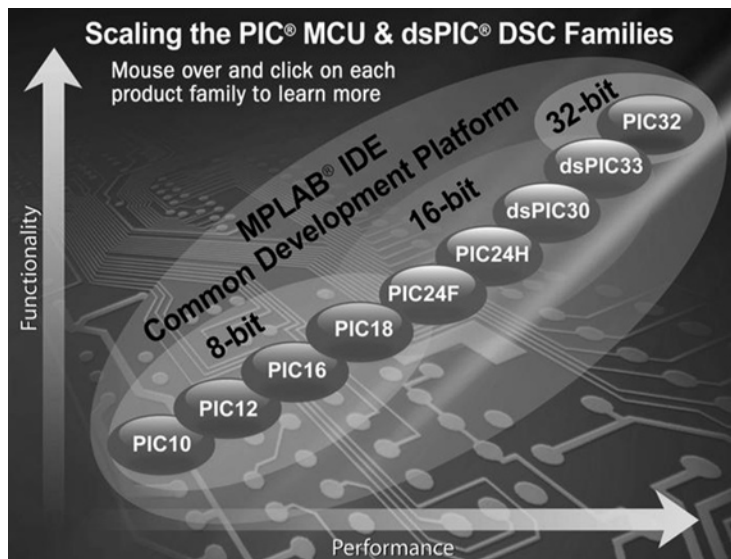 Scaling the PIC® MCU & dsPIC® DSC Families
Mouse over and click on each
product family to learn more
Functionality
MPLAB® IDE
Common Development Platform
32-bit
PIC32
dsPIC33
16-bit
dsPIC30
PIC24H
PIC24F
8-bit
PIC18
PIC16
PIC12
PIC10
Performance